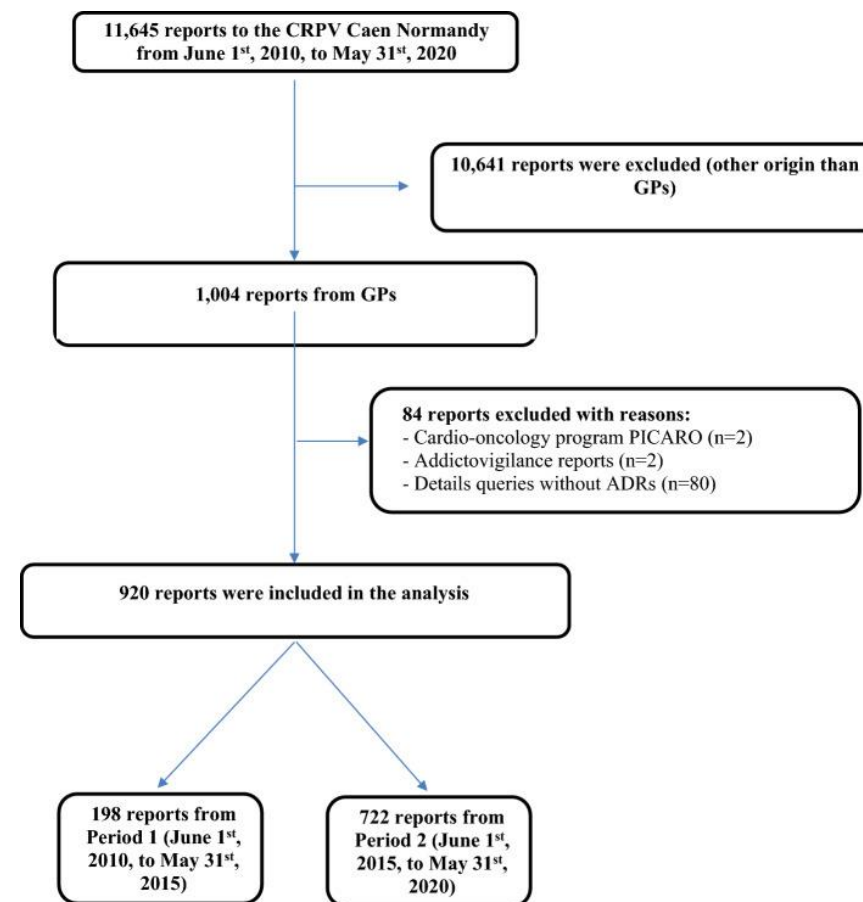 11,645 reports to the CRPV Caen Normandy
from June 1st, 2010, to May 31st, 2020
10,641 reports were excluded (other origin than
GPs)
1,004 reports from GPs
84 reports excluded with reasons:
- Cardio-oncology program PICARO (n=2)
- Addictovigilance reports (n=2)
- Details queries without ADRs (n=80)
920 reports were included in the analysis
198 reports from
Period 1 (June 1st,
2010, to May 31st,
2015)
722 reports from
Period 2 (June 1st,
2015, to May 31st,
2020)